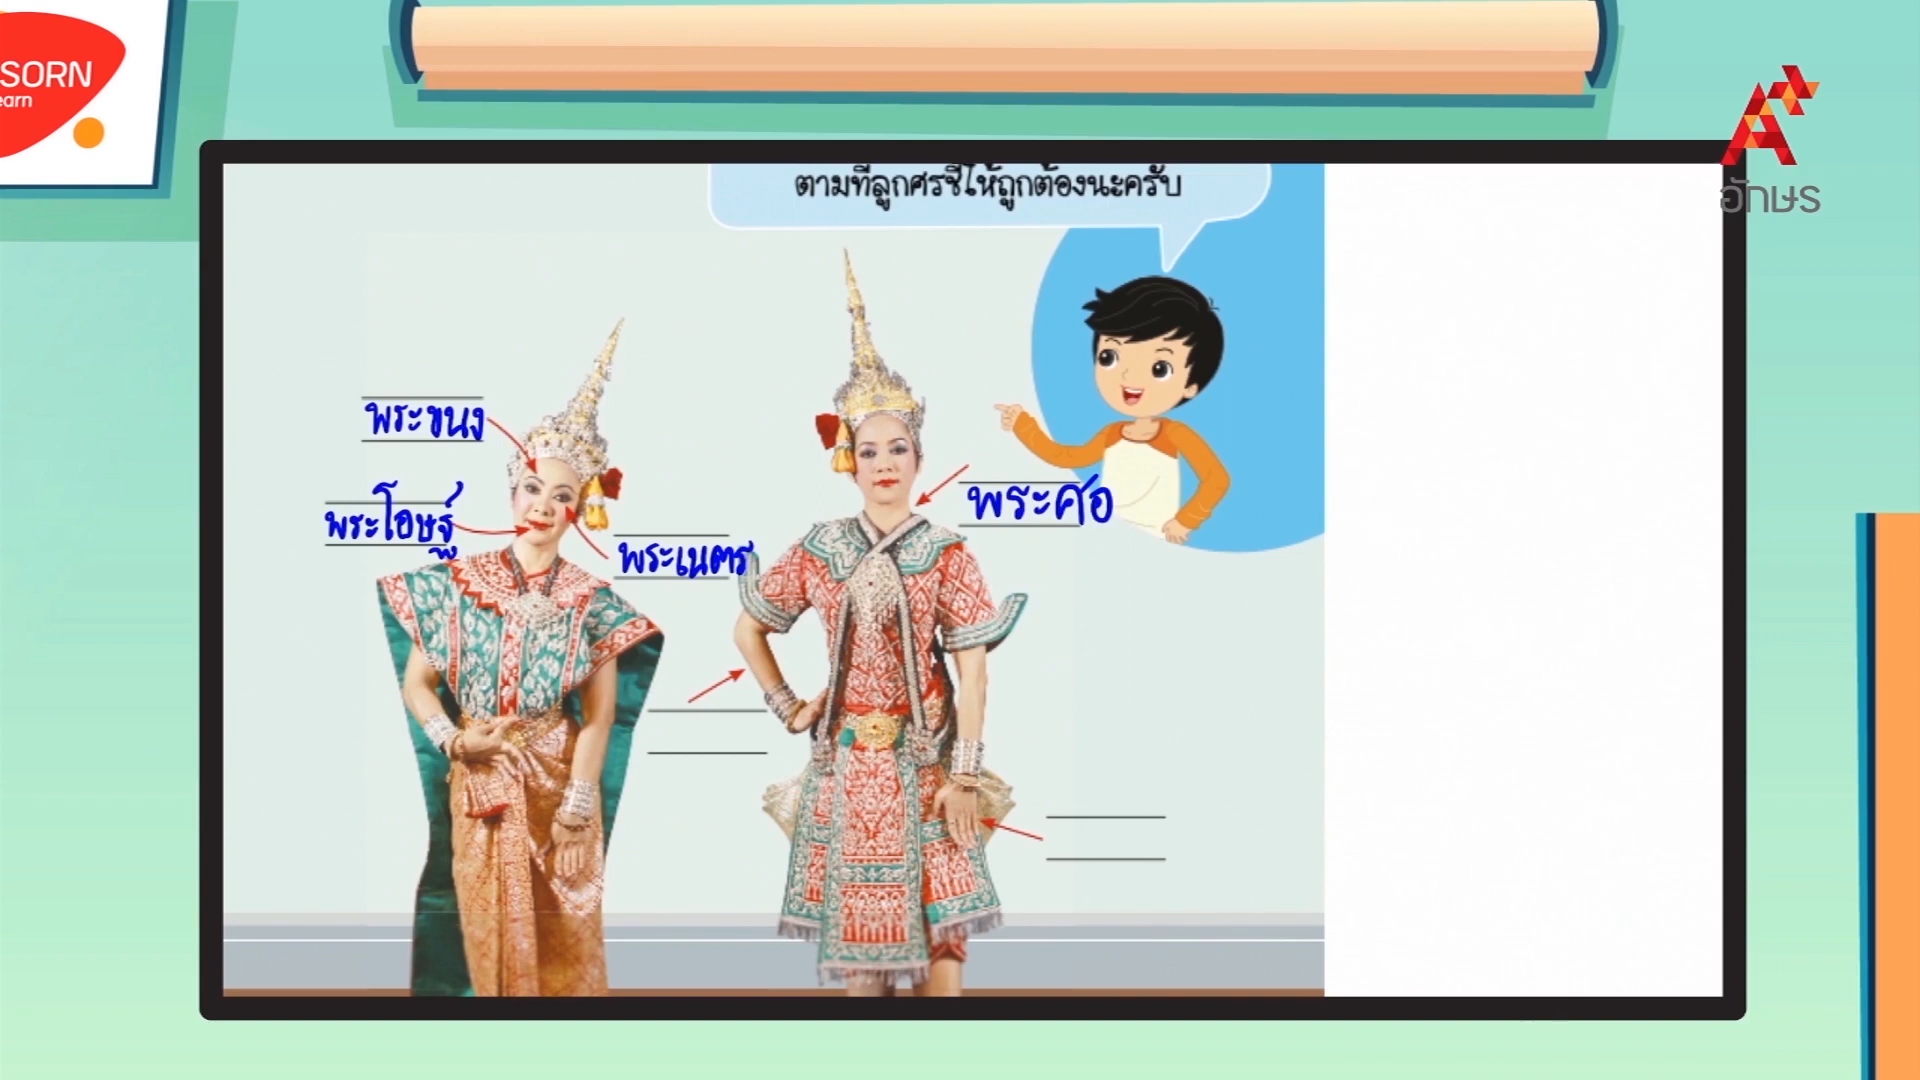 SORN
earn
อักษร
ตามที่ลูกศรชี้ให้ถูกต้องนะครับ
พระขนง
พระโอษฐ์
พระเนตร
พระศอ